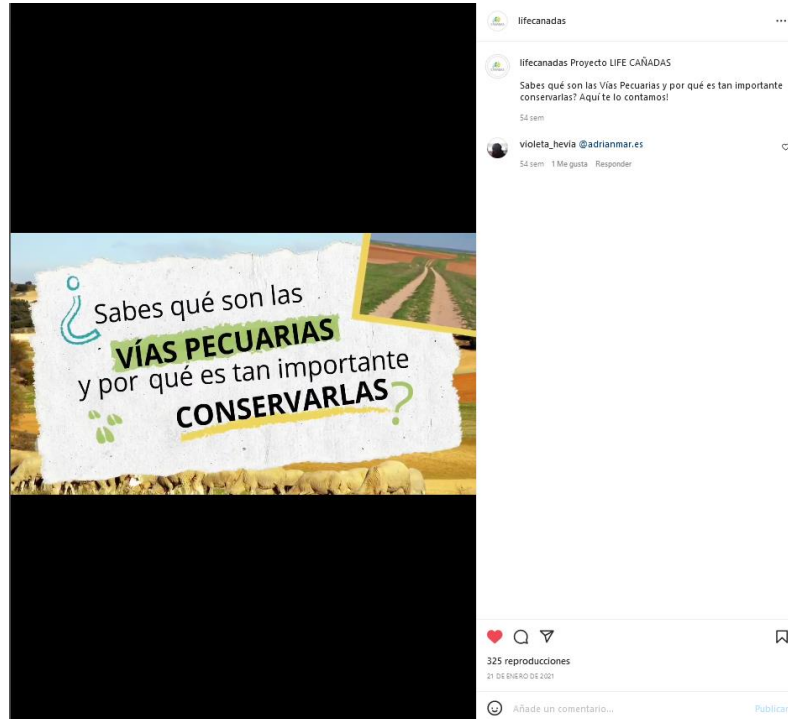 ¿Sabes qué son las
VÍAS PECUARIAS
y por qué es tan importante
CONSERVARLAS?
lifecanadas
lifecanadas Proyecto LIFE CAÑADAS
Sabes qué son las Vías Pecuarias y por qué es tan importante
conservarlas? Aquí te lo contamos!
54 sem
violeta_hevia @adrianmar.es
54 sem 1 Me gusta Responder
325 reproducciones
21 DE ENERO DE 2021
Añade un comentario... Publicar